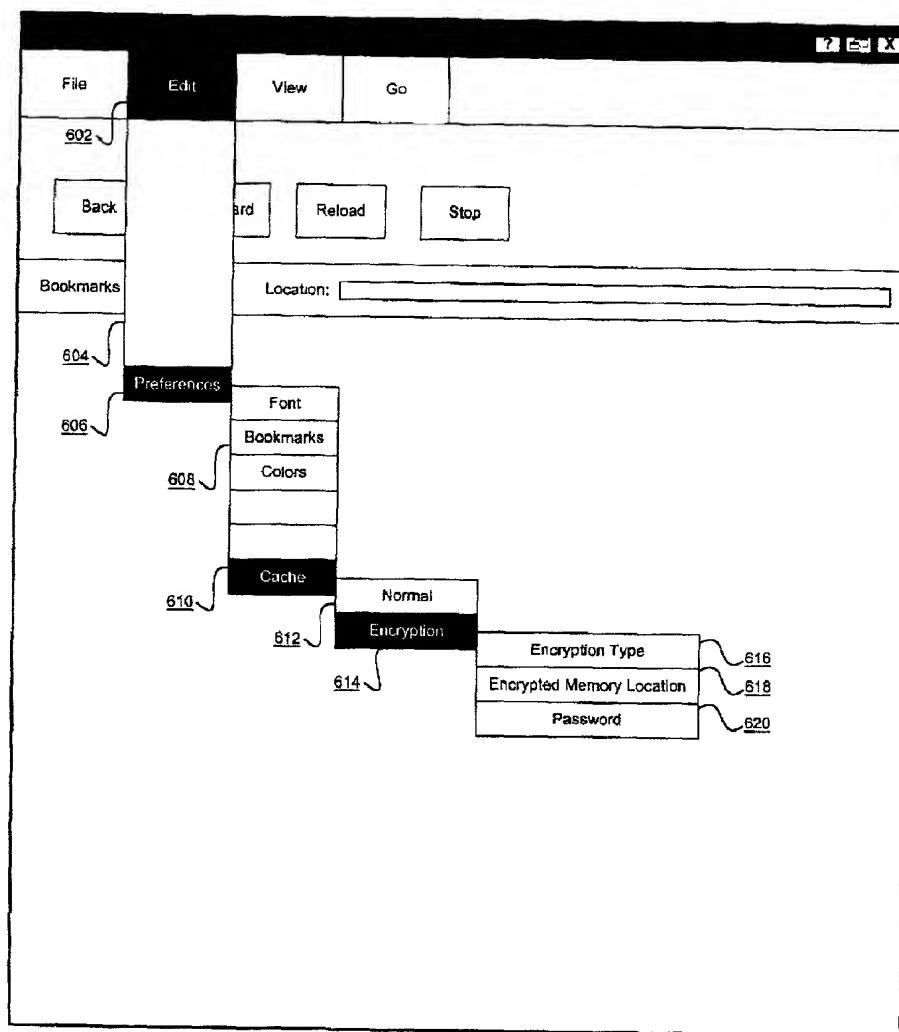 ?
X
File
Edit
View
Go
602
Back
ard
Reload
Stop
Bookmarks
Location:
604
Preferences
606
Font
Bookmarks
608
Colors
Cache
610
Normal
612
Encryption
614
Encryption Type
616
Encrypted Memory Location
618
Password
620